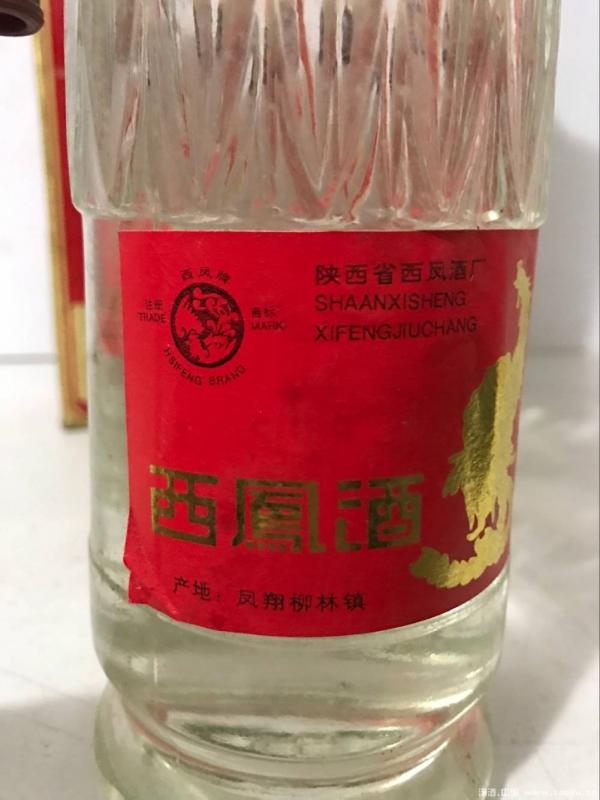 西凤牌
注册 商标
TRADE MARK
HSIFENG BRAND
陕西省西凤酒厂
SHAANXISHENG
XIFENGJIUCHANG
西鳳酒
产地：凤翔柳林镇